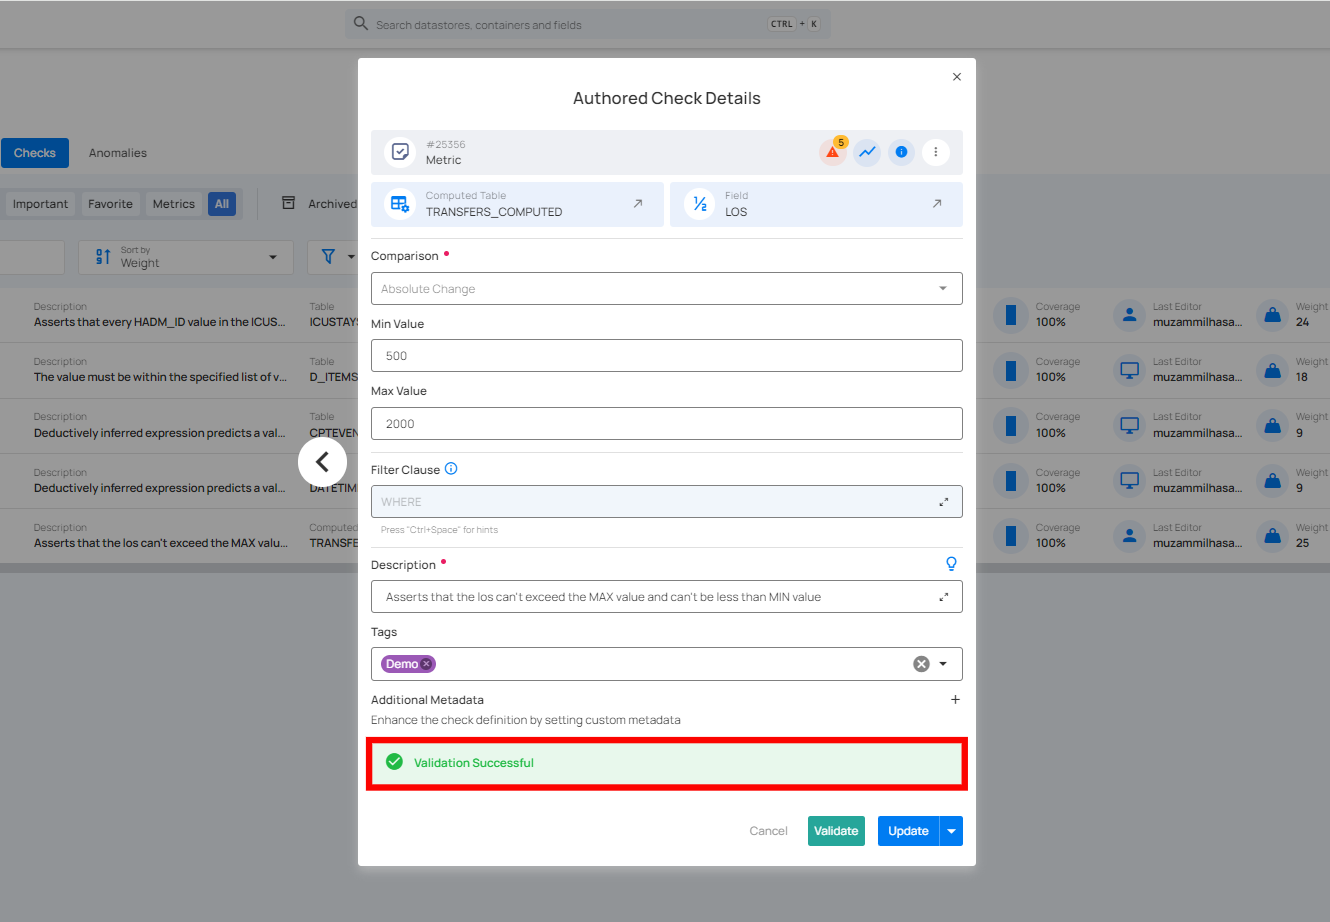 Search datastores, containers and fields CTRL + K
Authored Check Details
Checks Anomalies
#25356
Metric
5
Important Favorite Metrics All Archived
Computed Table
TRANSFERS_COMPUTED
Field
LOS
Sort by
Weight
Comparison
Absolute Change
Min Value
500
Max Value
2000
Filter Clause
WHERE
Press "Ctrl+Space" for hints
Description
Asserts that the los can't exceed the MAX value and can't be less than MIN value
Tags
Demo
Additional Metadata
Enhance the check definition by setting custom metadata
Validation Successful
Cancel Validate Update
Description Table Coverage Last Editor Weight
Asserts that every HADM_ID value in the ICUS... ICUSTAYS 100% muzammilhasa... 24
Description Table Coverage Last Editor Weight
The value must be within the specified list of v... D_ITEMS 100% muzammilhasa... 18
Description Table Coverage Last Editor Weight
Deductively inferred expression predicts a val... CPTEVEN 100% muzammilhasa... 9
Description Coverage Last Editor Weight
Deductively inferred expression predicts a val... DATETIM 100% muzammilhasa... 9
Description Computed Coverage Last Editor Weight
Asserts that the los can't exceed the MAX valu... TRANSFE 100% muzammilhasa... 25